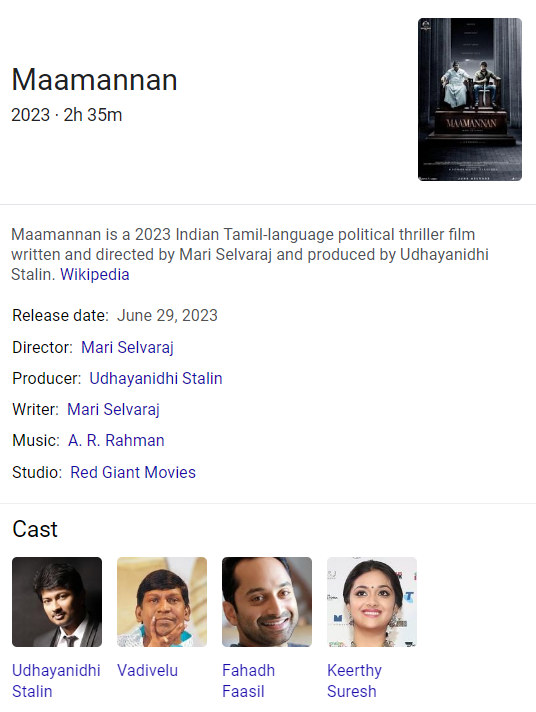 Maamannan
2023 · 2h 35m
MAAMANNAN
Maamannan is a 2023 Indian Tamil-language political thriller film
written and directed by Mari Selvaraj and produced by Udhayanidhi
Stalin. Wikipedia
Release date: June 29, 2023
Director: Mari Selvaraj
Producer: Udhayanidhi Stalin
Writer: Mari Selvaraj
Music: A. R. Rahman
Studio: Red Giant Movies
Cast
Udhayanidhi
Stalin
Vadivelu
Fahadh
Faasil
Keerthy
Suresh